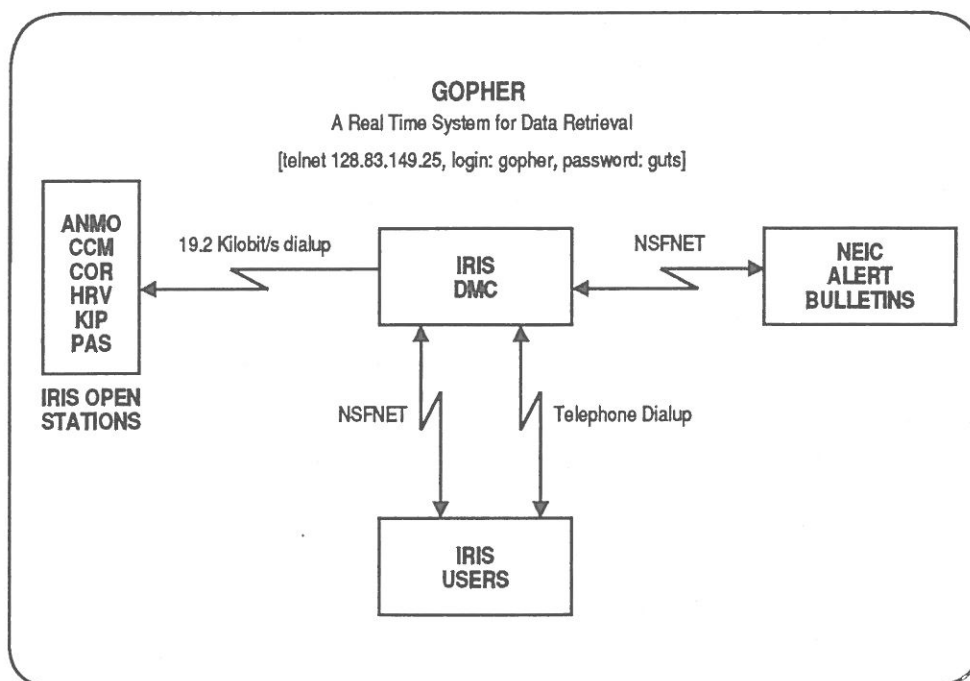 GOPHER
A Real Time System for Data Retrieval
[telnet 128.83.149.25, login: gopher, password: guts]
ANMO
CCM
COR
HRV
KIP
PAS
IRIS OPEN
STATIONS
19.2 Kilobit/s dialup
IRIS
DMC
NSFNET
NEIC
ALERT
BULLETINS
NSFNET
Telephone Dialup
IRIS
USERS